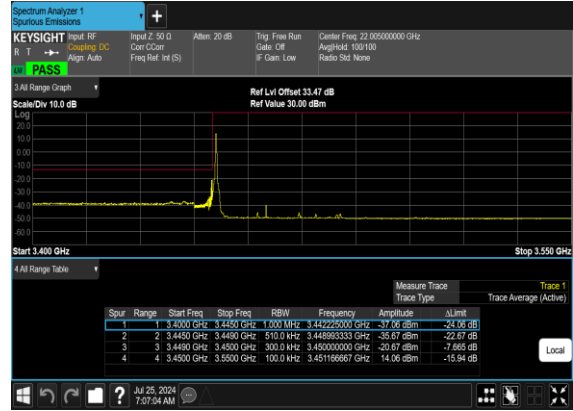 Spectrum Analyzer 1
Spurious Emissions
KEYSIGHT Input: RF Input Z: 50 Ω Atten: 20 dB Trig: Free Run Center Freq: 22.005000000 GHz
R T Coupling: DC Corr CCorr Gate: Off Avg|Hold: 100/100
Align: Auto Freq Ref: Int (S) IF Gain: Low Radio Std: None
PASS
3 All Range Graph
Ref Lvl Offset 33.47 dB
Scale/Div 10.0 dB Ref Value 30.00 dBm
Log
20.0
10.0
0.00
-10.0
-20.0
-30.0
-40.0
-50.0
-60.0
Start 3.400 GHz Stop 3.550 GHz
4 All Range Table
Measure Trace Trace 1
Trace Type Trace Average (Active)
Spur Range Start Freq Stop Freq RBW Frequency Amplitude ΔLimit
1 1 3.4000 GHz 3.4450 GHz 1.000 MHz 3.442225000 GHz -37.06 dBm -24.06 dB
2 2 3.4450 GHz 3.4490 GHz 510.0 kHz 3.448993333 GHz -35.67 dBm -22.67 dB
3 3 3.4490 GHz 3.4500 GHz 300.0 kHz 3.450000000 GHz -20.67 dBm -7.665 dB
4 4 3.4500 GHz 3.5500 GHz 100.0 kHz 3.451166667 GHz 14.06 dBm -15.94 dB
Local
? Jul 25, 2024
7:07:04 AM